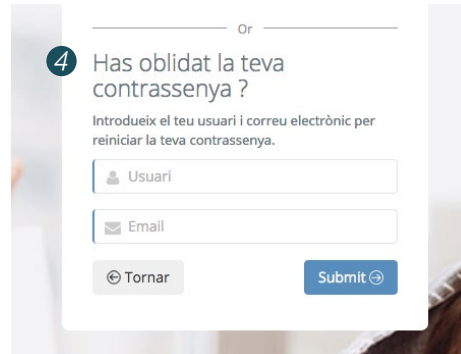 Or
4
Has oblidat la teva
contrassenya ?
Introdueix el teu usuari i correu electrònic per
reiniciar la teva contrassenya.
Usuari
Email
Tornar
Submit